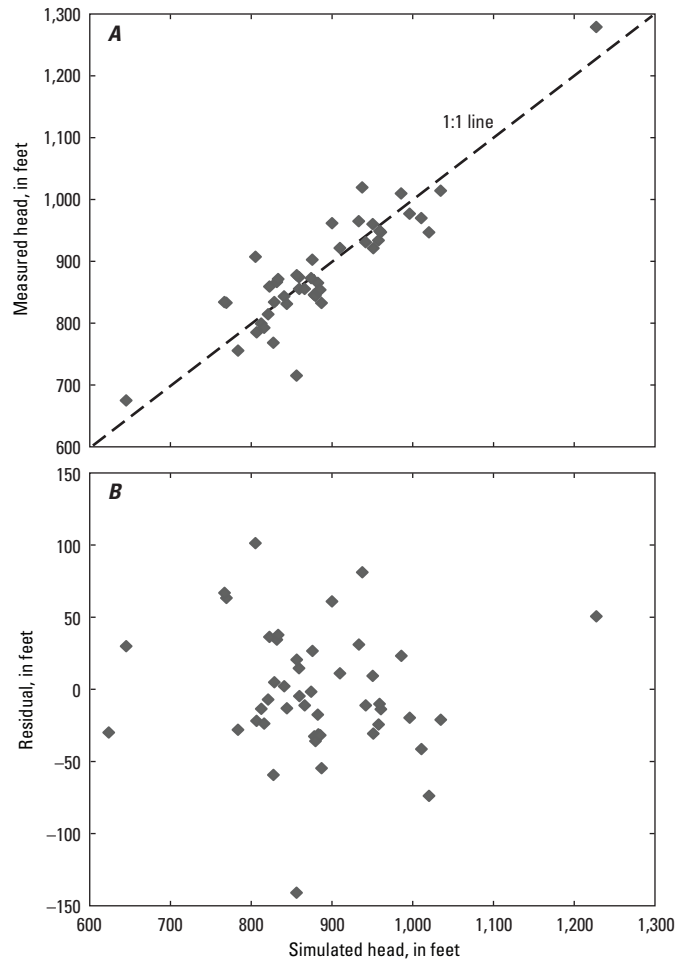 A
1,300
1,200
1,100
1,000
900
800
700
600
Measured head, in feet
1:1 line
B
150
100
50
0
–50
–100
–150
Residual, in feet
600 700 800 900 1,000 1,100 1,200 1,300
Simulated head, in feet